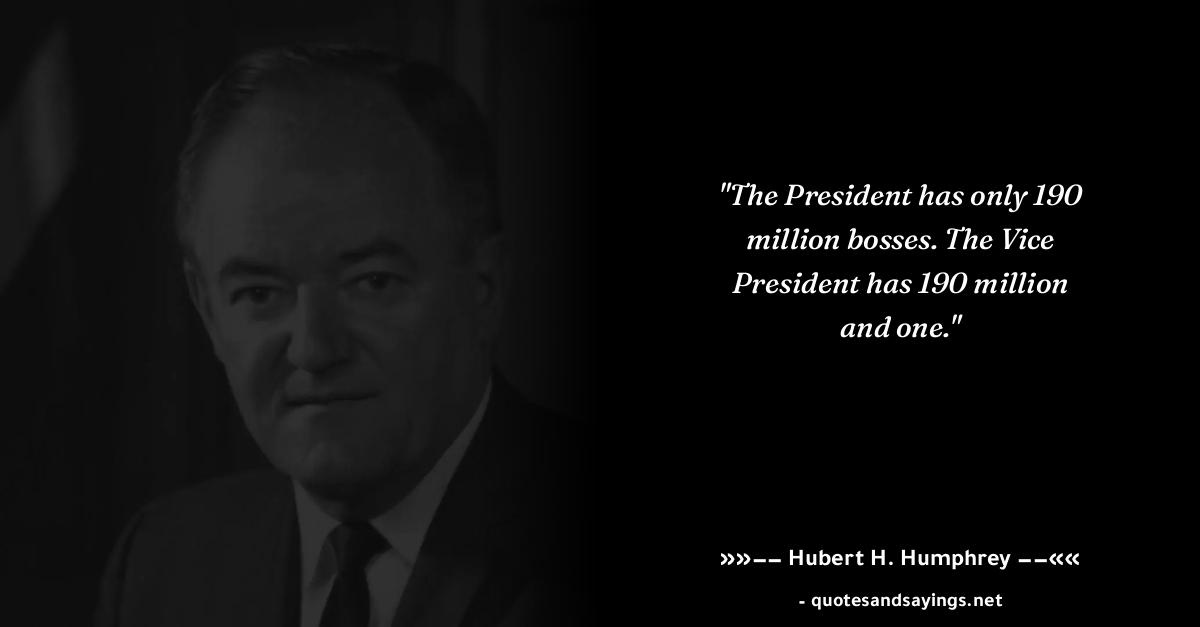 "The President has only 190
million bosses. The Vice
President has 190 million
and one."
»»–– Hubert H. Humphrey ––««
- quotesandsayings.net